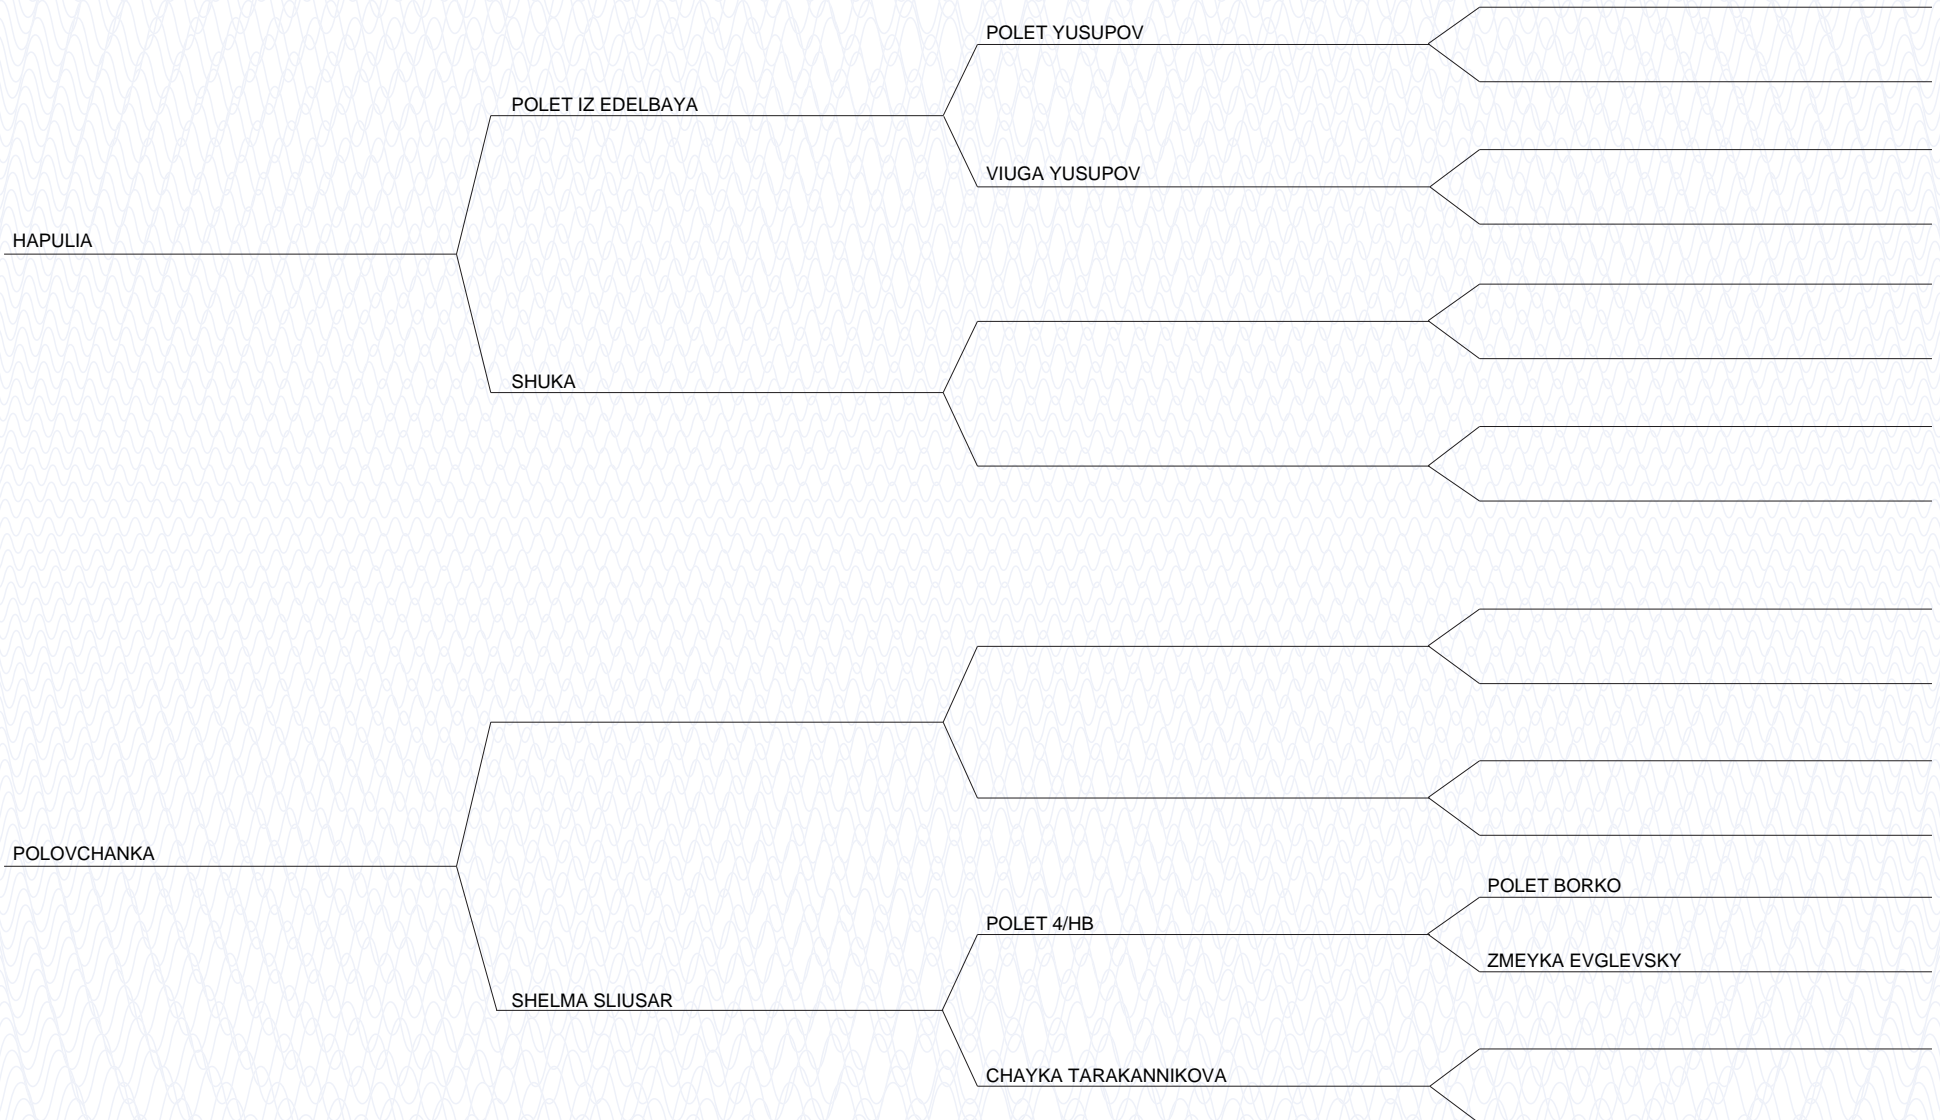 POLET YUSUPOV
POLET IZ EDELBAYA
VIUGA YUSUPOV
HAPULIA
SHUKA
POLOVCHANKA
POLET BORKO
POLET 4/HB
ZMEYKA EVGLEVSKY
SHELMA SLIUSAR
CHAYKA TARAKANNIKOVA